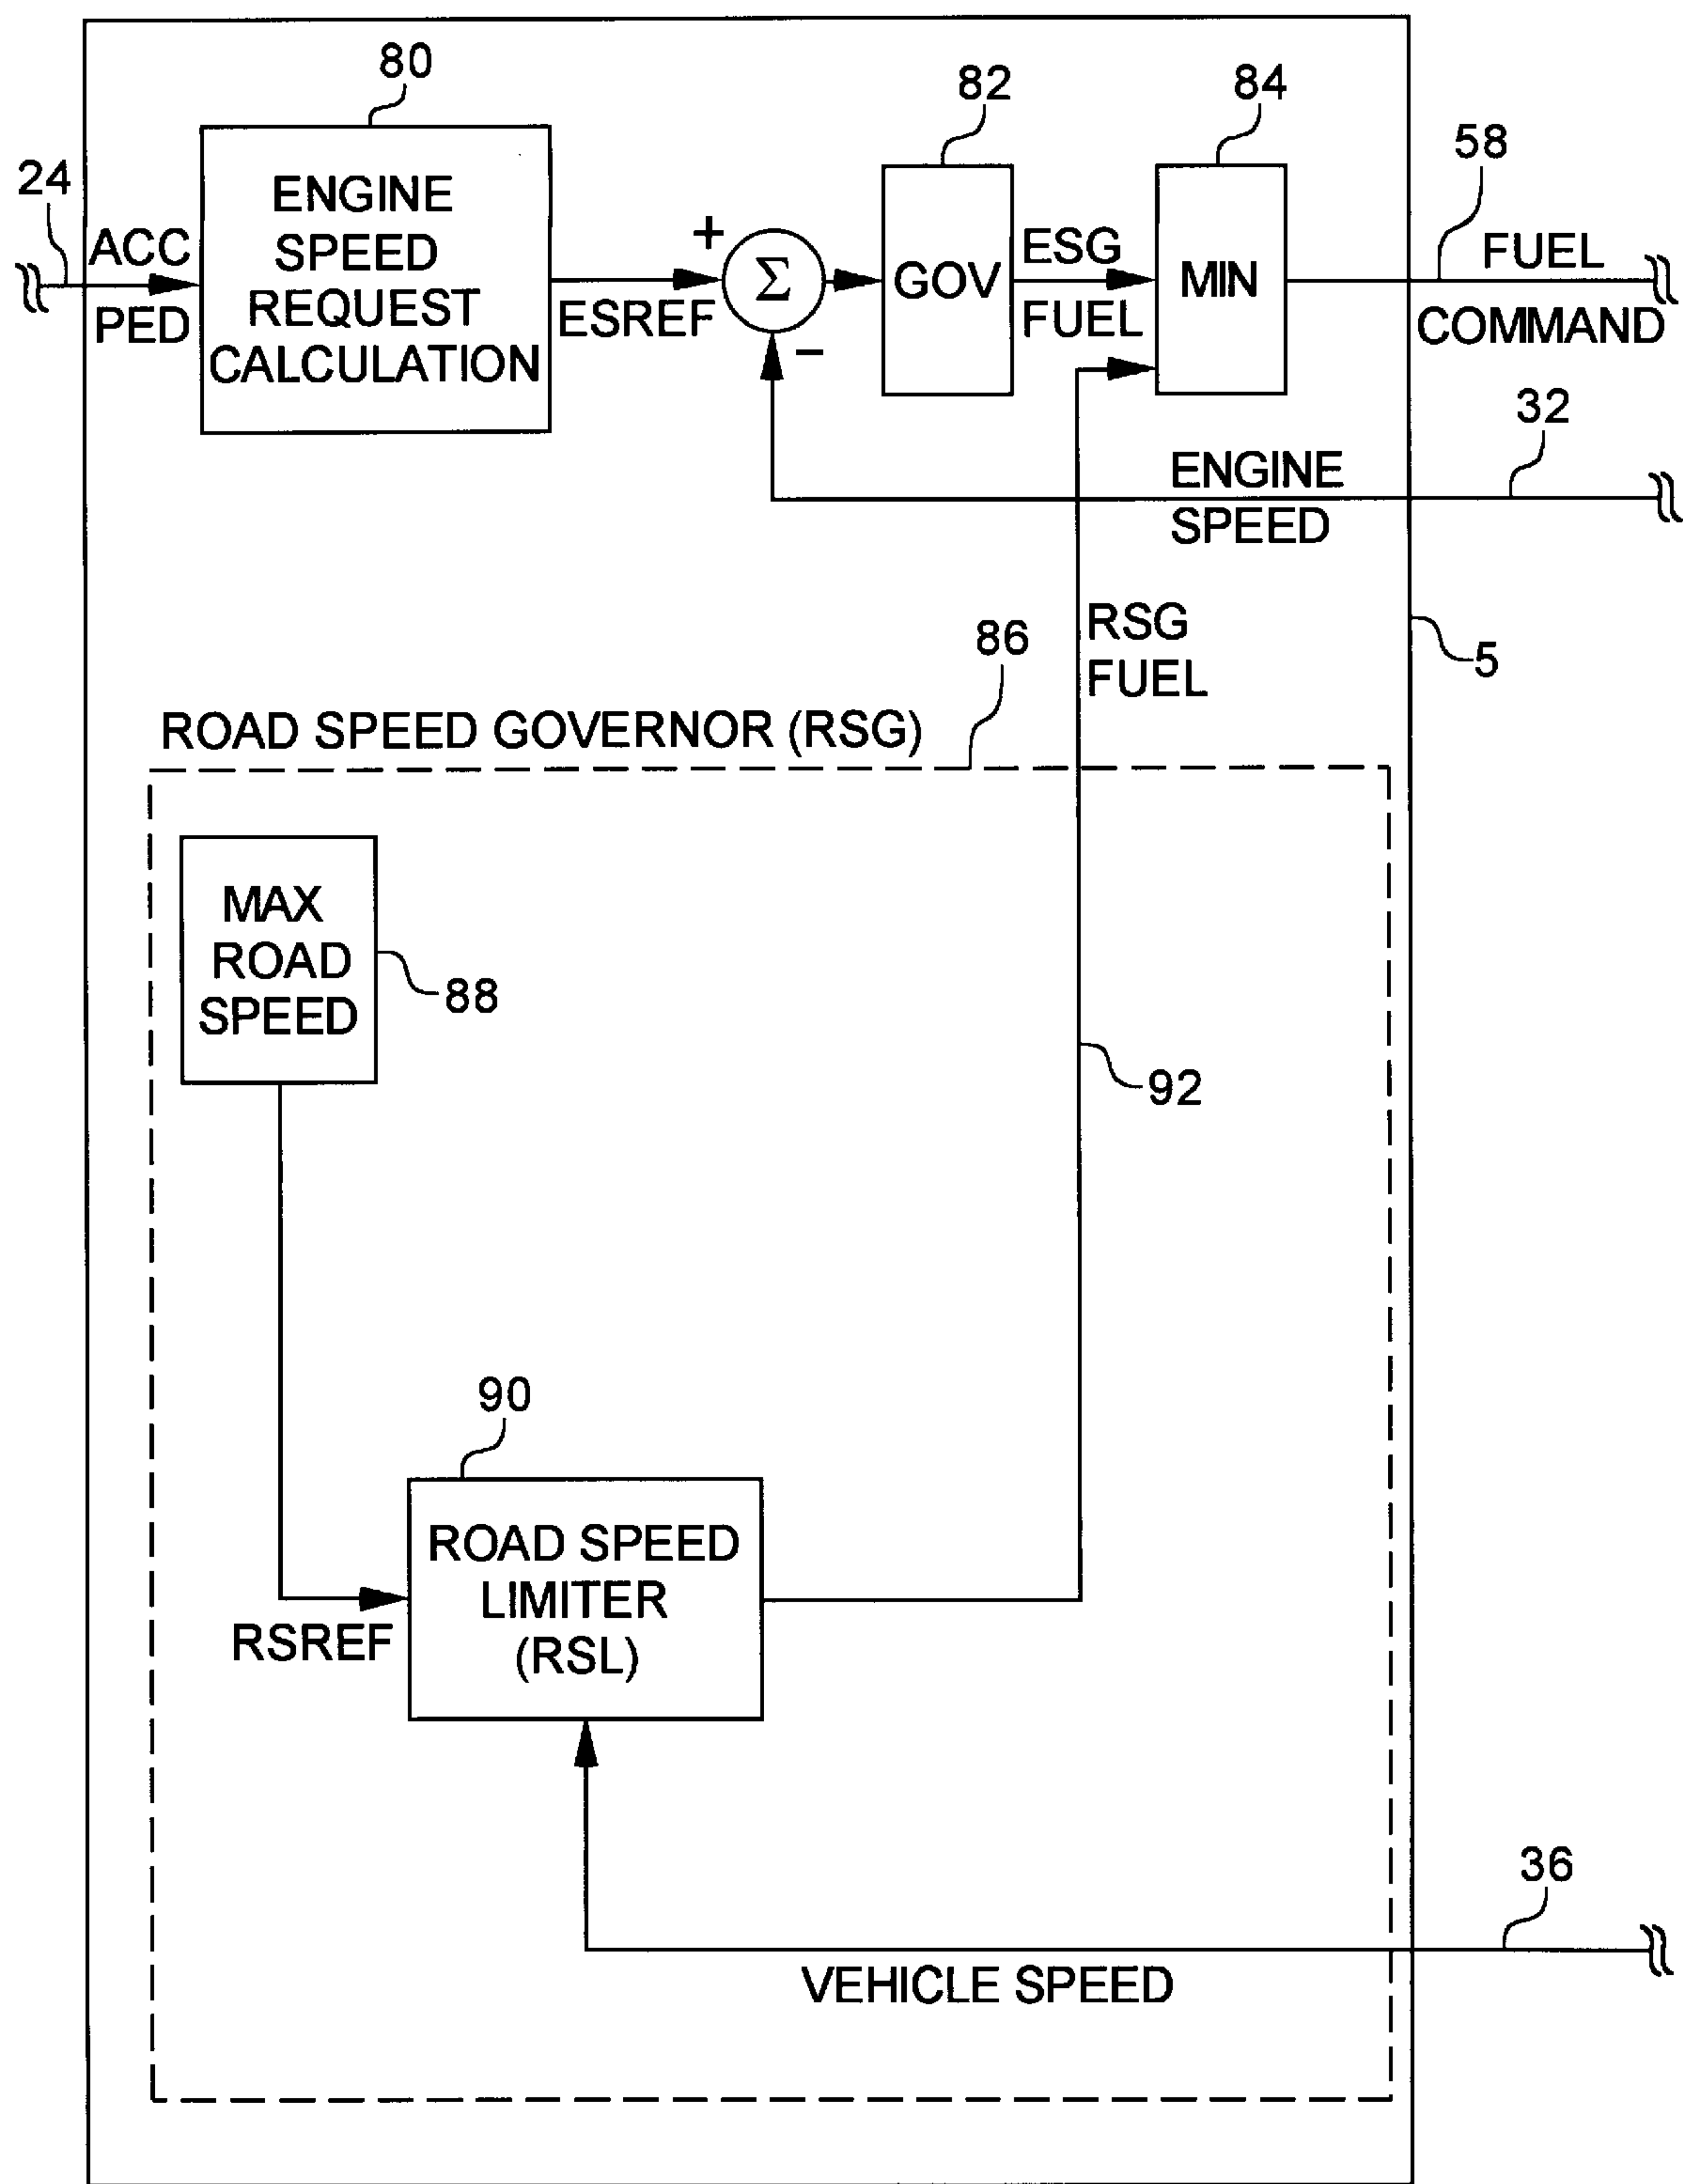 80
82
84
58
24
ACC
PED
ENGINE
SPEED
REQUEST
CALCULATION
+
ESREF
Σ
−
GOV
ESG
FUEL
MIN
FUEL
COMMAND
32
ENGINE
SPEED
RSG
FUEL
86
5
ROAD SPEED GOVERNOR (RSG)
MAX
ROAD
SPEED
88
92
90
ROAD SPEED
LIMITER
(RSL)
RSREF
36
VEHICLE SPEED